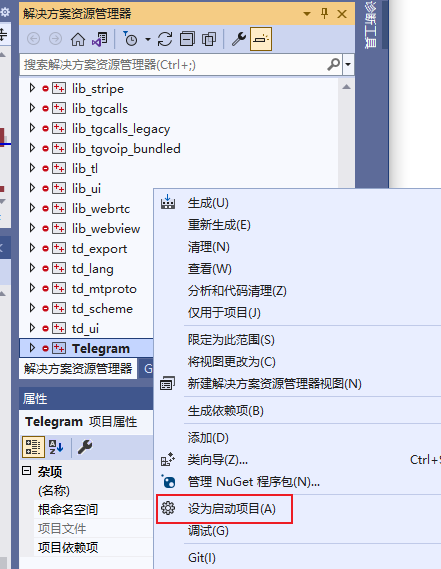 解决方案资源管理器
搜索解决方案资源管理器(Ctrl+;)
lib_stripe
lib_tgcalls
lib_tgcalls_legacy
lib_tgvoip_bundled
lib_tl
lib_ui
lib_webrtc
lib_webview
td_export
td_lang
td_mtproto
td_scheme
td_ui
Telegram
解决方案资源管理器
G
属性
Telegram 项目属性
杂项
(名称)
根命名空间
项目文件
项目依赖项
生成(U)
重新生成(E)
清理(N)
查看(W)
分析和代码清理(Z)
仅用于项目(J)
限定为此范围(S)
将视图更改为(C)
新建解决方案资源管理器视图(N)
生成依赖项(B)
添加(D)
类向导(Z)...
Ctrl+S
管理 NuGet 程序包(N)...
设为启动项目(A)
调试(G)
Git(I)
诊断工具